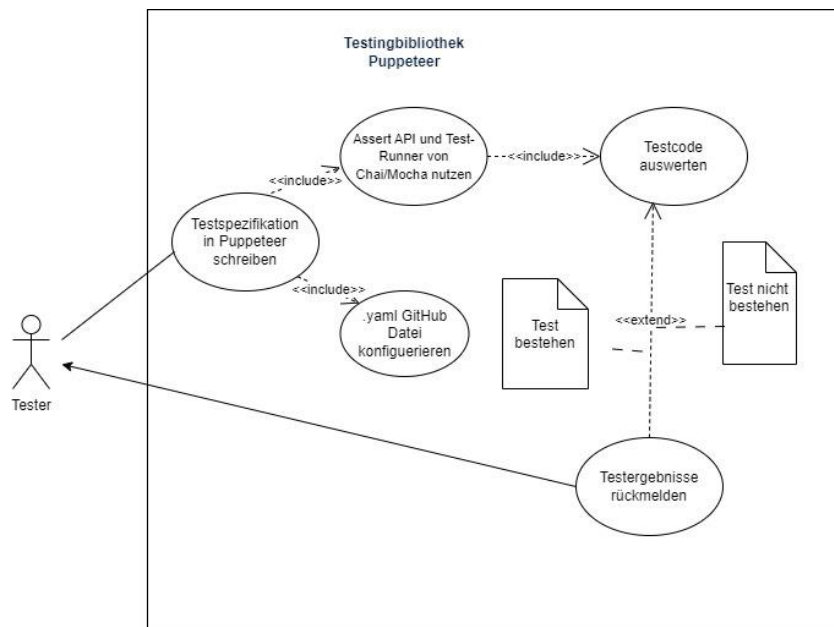 Testingbibliothek
Puppeteer
Assert API und Test-
Runner von
Chai/Mocha nutzen
<<include>>
Testcode
auswerten
<<include>>
Testspezifikation
in Puppeteer
schreiben
<<include>>
.yaml GitHub
Datei
konfiguerieren
Test
bestehen
<<extend>>
Test nicht
bestehen
Tester
Testergebnisse
rückmelden